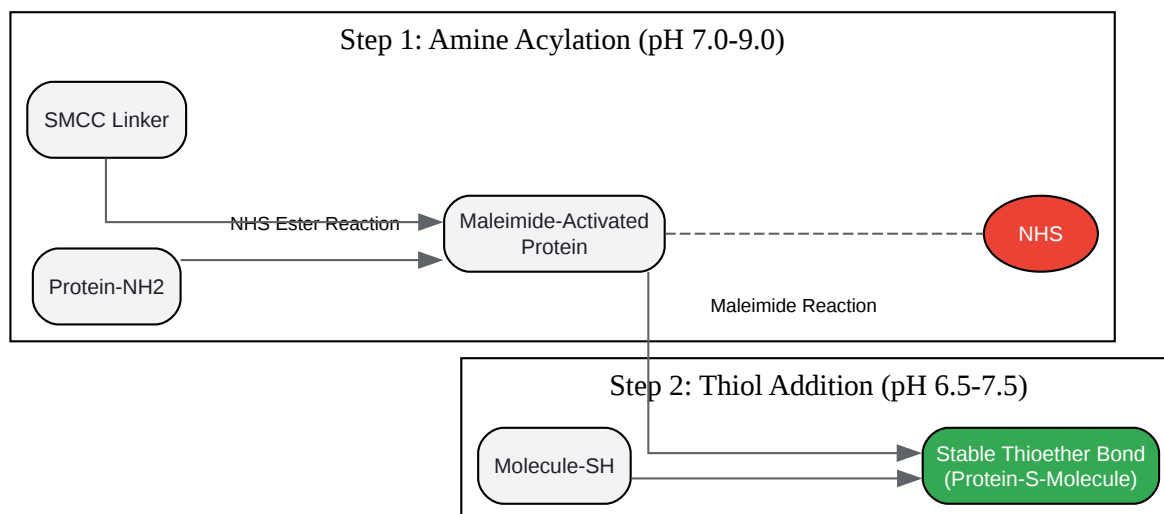 Step 1: Amine Acylation (pH 7.0-9.0)
SMCC Linker
NHS Ester Reaction
Maleimide-Activated
Protein
NHS
Protein-NH2
Maleimide Reaction
Step 2: Thiol Addition (pH 6.5-7.5)
Molecule-SH
Stable Thioether Bond
(Protein-S-Molecule)